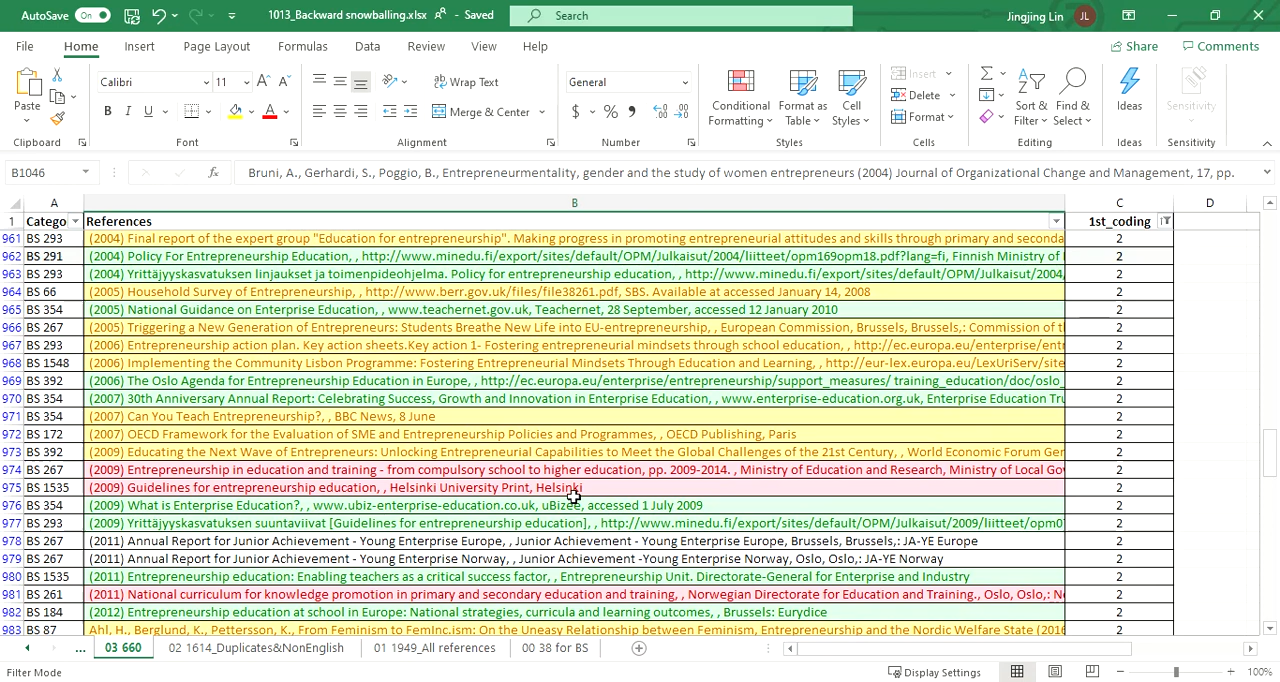 AutoSave On 1013_Backward snowballing.xlsx - Saved Search Jingjing Lin JL
File Home Insert Page Layout Formulas Data Review View Help Share Comments
Paste Calibri 11 A A Wrap Text General Conditional Formatting Format as Table Cell Styles Insert Delete Format Sort & Filter Find & Select Ideas Sensitivity
B I U A Merge & Center $ % 9
Clipboard Font Alignment Number Styles Cells Editing Ideas Sensitivity
B1046 fx Bruni, A., Gerhardi, S., Poggio, B., Entrepreneurmentality, gender and the study of women entrepreneurs (2004) Journal of Organizational Change and Management, 17, pp.
A B C D
1 Catego References 1st_coding
961 BS 293 (2004) Final report of the expert group "Education for entrepreneurship". Making progress in promoting entrepreneurial attitudes and skills through primary and seconda 2
962 BS 291 (2004) Policy For Entrepreneurship Education, , http://www.minedu.fi/export/sites/default/OPM/Julkaisut/2004/liitteet/opm169opm18.pdf?lang=fi, Finnish Ministry of 2
963 BS 293 (2004) Yrittäjyyskasvatuksen linjaukset ja toimenpideohjelma. Policy for entrepreneurship education, , http://www.minedu.fi/export/sites/default/OPM/Julkaisut/2004, 2
964 BS 66 (2005) Household Survey of Entrepreneurship, , http://www.berr.gov.uk/files/file38261.pdf, SBS. Available at accessed January 14, 2008 2
965 BS 354 (2005) National Guidance on Enterprise Education, , www.teachernet.gov.uk, Teachernet, 28 September, accessed 12 January 2010 2
966 BS 267 (2005) Triggering a New Generation of Entrepreneurs: Students Breathe New Life into EU-entrepreneurship, , European Commission, Brussels, Brussels,: Commission of th 2
967 BS 293 (2006) Entrepreneurship action plan. Key action sheets.Key action 1- Fostering entrepreneurial mindsets through school education, , http://ec.europa.eu/enterprise/entr 2
968 BS 1548 (2006) Implementing the Community Lisbon Programme: Fostering Entrepreneurial Mindsets Through Education and Learning, , http://eur-lex.europa.eu/LexUriServ/site 2
969 BS 392 (2006) The Oslo Agenda for Entrepreneurship Education in Europe, , http://ec.europa.eu/enterprise/entrepreneurship/support_measures/ training_education/doc/oslo_ 2
970 BS 354 (2007) 30th Anniversary Annual Report: Celebrating Success, Growth and Innovation in Enterprise Education, , www.enterprise-education.org.uk, Enterprise Education Tru 2
971 BS 354 (2007) Can You Teach Entrepreneurship?, , BBC News, 8 June 2
972 BS 172 (2007) OECD Framework for the Evaluation of SME and Entrepreneurship Policies and Programmes, , OECD Publishing, Paris 2
973 BS 392 (2009) Educating the Next Wave of Entrepreneurs: Unlocking Entrepreneurial Capabilities to Meet the Global Challenges of the 21st Century, , World Economic Forum Ger 2
974 BS 267 (2009) Entrepreneurship in education and training - from compulsory school to higher education, pp. 2009-2014. , Ministry of Education and Research, Ministry of Local Gov 2
975 BS 1535 (2009) Guidelines for entrepreneurship education, , Helsinki University Print, Helsinki 2
976 BS 354 (2009) What is Enterprise Education?, , www.ubiz-enterprise-education.co.uk, uBizee, accessed 1 July 2009 2
977 BS 293 (2009) Yrittäjyyskasvatuksen suuntaviivat [Guidelines for entrepreneurship education], , http://www.minedu.fi/export/sites/default/OPM/Julkaisut/2009/liitteet/opm07 2
978 BS 267 (2011) Annual Report for Junior Achievement - Young Enterprise Europe, , Junior Achievement - Young Enterprise Europe, Brussels, Brussels,: JA-YE Europe 2
979 BS 267 (2011) Annual Report for Junior Achievement - Young Enterprise Norway, , Junior Achievement -Young Enterprise Norway, Oslo, Oslo,: JA-YE Norway 2
980 BS 1535 (2011) Entrepreneurship education: Enabling teachers as a critical success factor, , Entrepreneurship Unit. Directorate-General for Enterprise and Industry 2
981 BS 261 (2011) National curriculum for knowledge promotion in primary and secondary education and training, , Norwegian Directorate for Education and Training., Oslo, Oslo,: No 2
982 BS 184 (2012) Entrepreneurship education at school in Europe: National strategies, curricula and learning outcomes, , Brussels: Eurydice 2
983 BS 87 Ahl, H., Berglund, K., Pettersson, K., From Feminism to FemInc.ism: On the Uneasy Relationship between Feminism, Entrepreneurship and the Nordic Welfare State (2016 2
... 03 660 02 1614_Duplicates&NonEnglish 01 1949_All references 00 38 for BS
Filter Mode Display Settings 100%